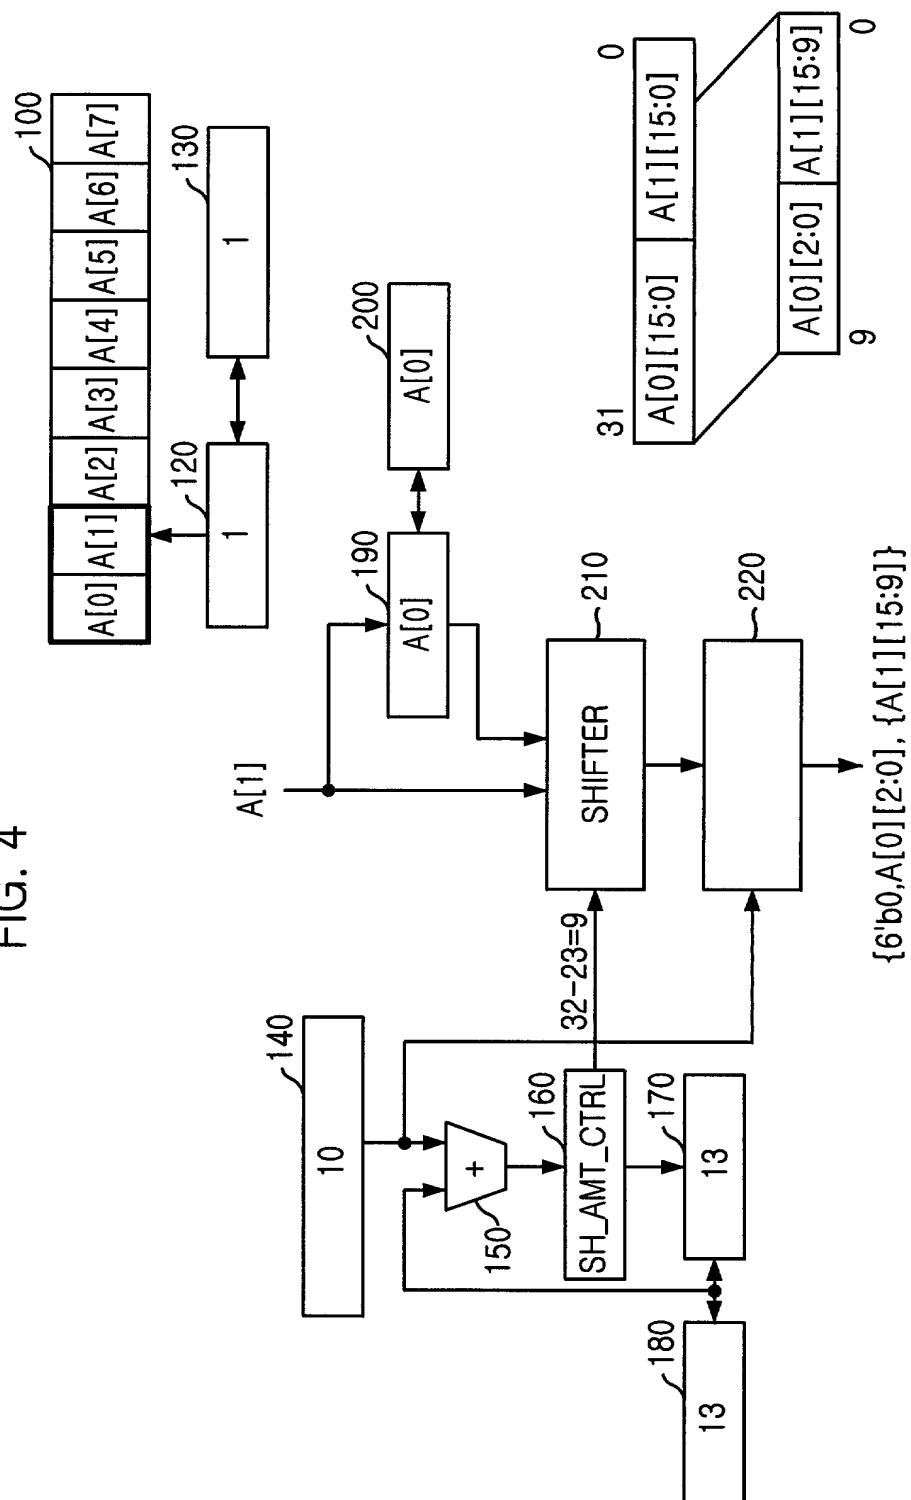 FIG. 4
100
A[0] A[1] A[2] A[3] A[4] A[5] A[6] A[7]
120
1
130
1
A[1]
190
A[0]
200
A[0]
140
10
+
150
160
SH_AMT_CTRL
32-23=9
170
13
180
13
SHIFTER
210
220
{6'b0,A[0][2:0], {A[1][15:9]}
31
0
A[0][15:0] A[1][15:0]
A[0][2:0] A[1][15:9]
9
0